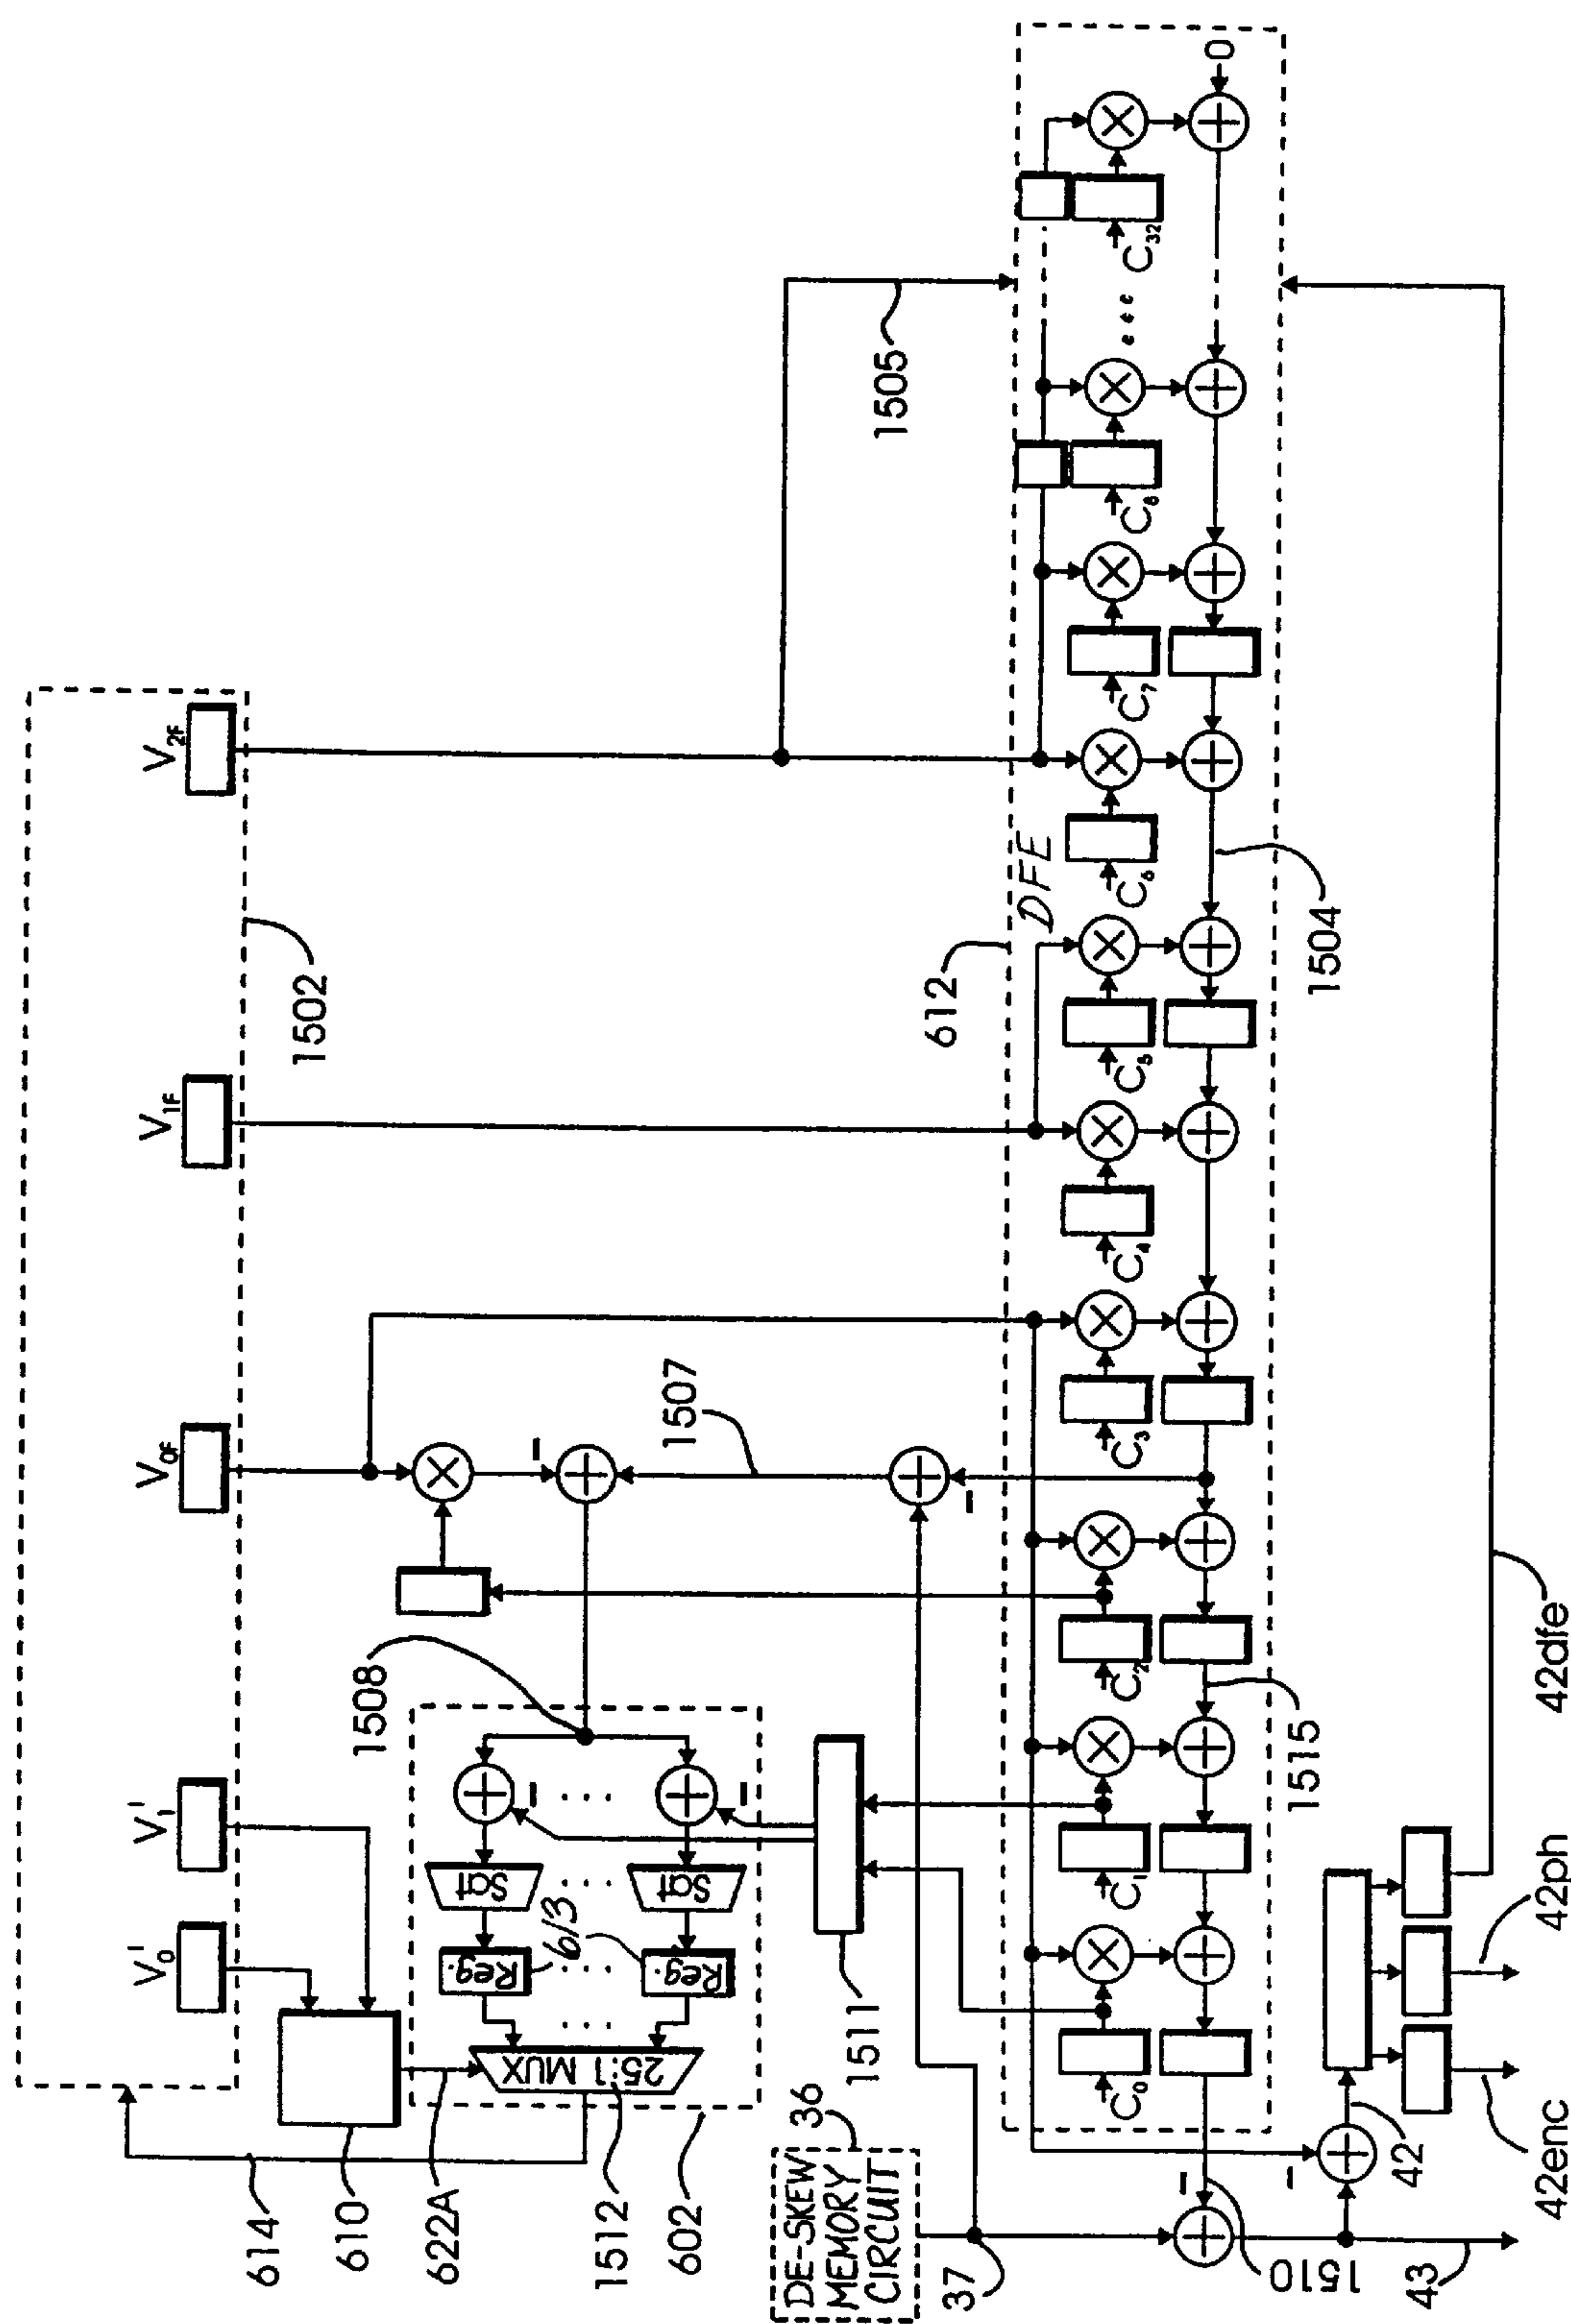 V₀'
V₁'
V₀F
V₁F
V₂F
614
610
622A
1512
602
25:1 MUX
Reg.
Reg.
613
Sat
Sat
1508
1507
1502
1505
1511
DE-SKEW
MEMORY
CIRCUIT
36
37
612
DFE
C₀
C₁
C₂
C₃
C₄
C₅
C₆
C₇
C₈
C₃₂
0
1515
1504
1510
43
42
42enc
42ph
42dfe